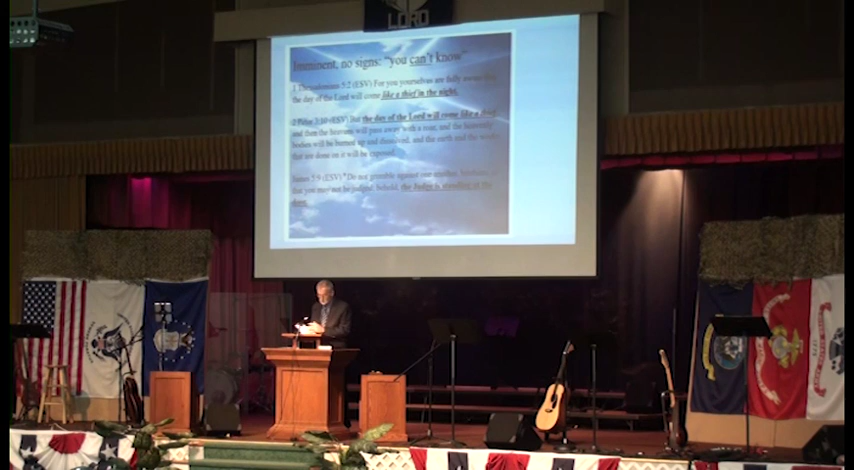 LORD
Imminent, no signs: "you can't know"
1 Thessalonians 5:2 (ESV) For you yourselves are fully aware that
the day of the Lord will come like a thief in the night.
2 Peter 3:10 (ESV) But the day of the Lord will come like a thief,
and then the heavens will pass away with a roar, and the heavenly
bodies will be burned up and dissolved, and the earth and the works
that are done on it will be exposed.
James 5:9 (ESV) Do not grumble against one another, brothers, so
that you may not be judged; behold, the Judge is standing at the
door.